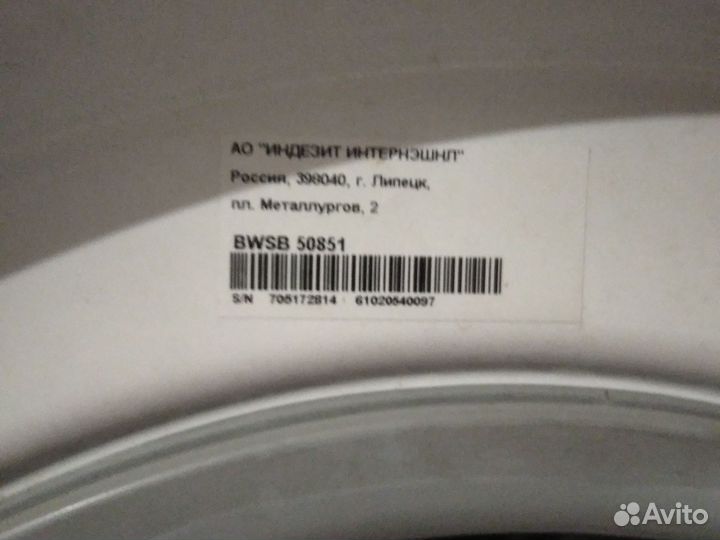 АО "ИНДЕЗИТ ИНТЕРНЭШНЛ"
Россия, 398040, г. Липецк,
пл. Металлургов, 2
BWSB 50851
S/N 705172814 61020540097
Avito